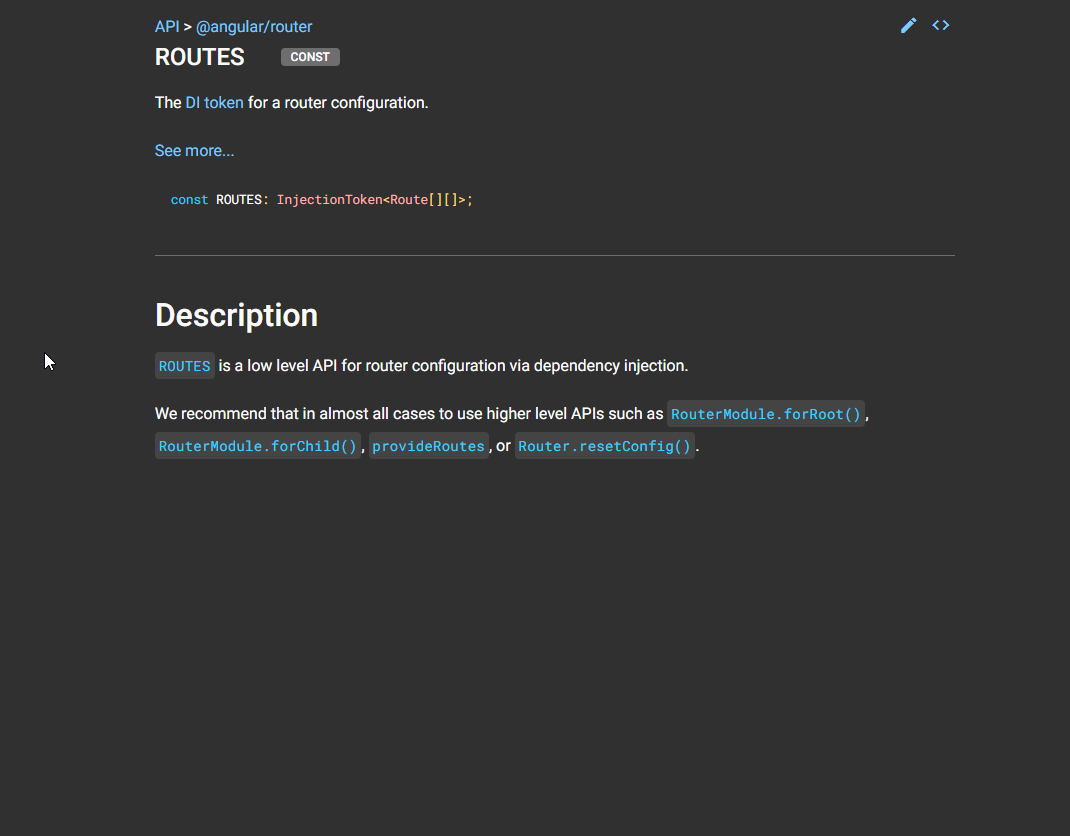 API > @angular/router
ROUTES CONST
The DI token for a router configuration.
See more...
const ROUTES: InjectionToken<Route[][]>;
Description
ROUTES is a low level API for router configuration via dependency injection.
We recommend that in almost all cases to use higher level APIs such as RouterModule.forRoot(),
RouterModule.forChild(), provideRoutes, or Router.resetConfig().